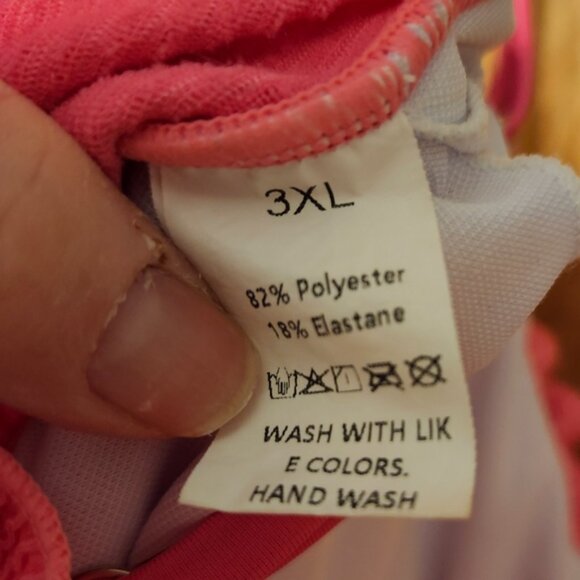 3XL
82% Polyester
18% Elastane
WASH WITH LIK
E COLORS.
HAND WASH